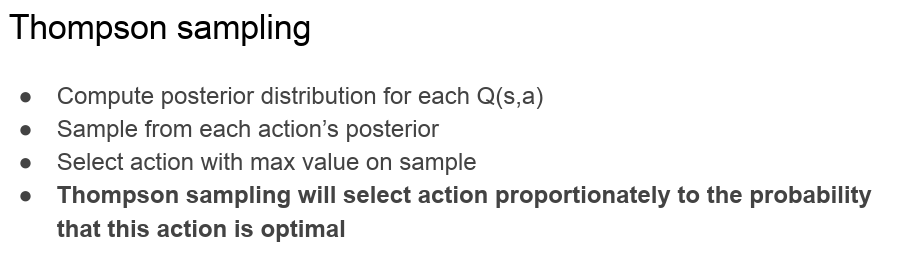 Thompson sampling
● Compute posterior distribution for each Q(s,a)
● Sample from each action's posterior
● Select action with max value on sample
● Thompson sampling will select action proportionately to the probability
that this action is optimal